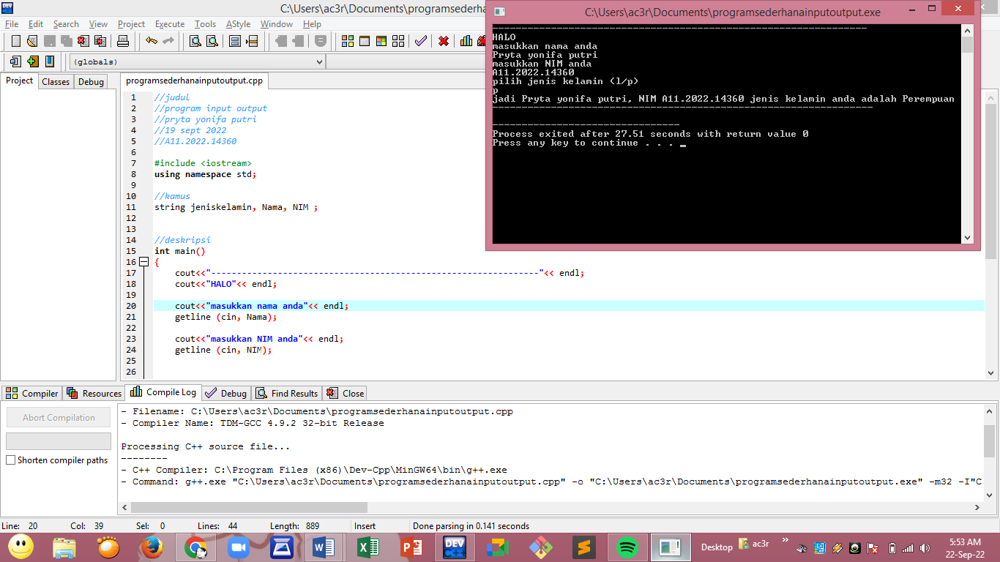 C:\Users\ac3r\Documents\programsederhanainputoutput.exe
File Edit Search View Project Execute Tools AStyle Window Help
(globals)
Project Classes Debug
programsederhanainputoutput.cpp
1 //judul
2 //program input output
3 //pryta yonifa putri
4 //19 sept 2022
5 //A11.2022.14360
6
7 #include <iostream>
8 using namespace std;
9
10 //kamus
11 string jeniskelamin, Nama, NIM ;
12
13
14 //deskripsi
15 int main()
16 {
17 cout<<"----------------------------------------------------------------"<< endl;
18 cout<<"HALO"<< endl;
19
20 cout<<"masukkan nama anda"<< endl;
21 getline (cin, Nama);
22
23 cout<<"masukkan NIM anda"<< endl;
24 getline (cin, NIM);
25
26
----------------------------------------------------------------
HALO
masukkan nama anda
Pryta yonifa putri
masukkan NIM anda
A11.2022.14360
pilih jenis kelamin (l/p)
p
jadi Pryta yonifa putri, NIM A11.2022.14360 jenis kelamin anda adalah Perempuan
-----------------------------------------------------------------
--------------------------------
Process exited after 27.51 seconds with return value 0
Press any key to continue . . . _
Compiler Resources Compile Log Debug Find Results Close
Abort Compilation
Shorten compiler paths
- Filename: C:\Users\ac3r\Documents\programsederhanainputoutput.cpp
- Compiler Name: TDM-GCC 4.9.2 32-bit Release
Processing C++ source file...
--------
- C++ Compiler: C:\Program Files (x86)\Dev-Cpp\MinGW64\bin\g++.exe
- Command: g++.exe "C:\Users\ac3r\Documents\programsederhanainputoutput.cpp" -o "C:\Users\ac3r\Documents\programsederhanainputoutput.exe" -m32 -I"C
Line: 20 Col: 39 Sel: 0 Lines: 44 Length: 889 Insert Done parsing in 0.141 seconds
Desktop ac3r
5:53 AM
22-Sep-22